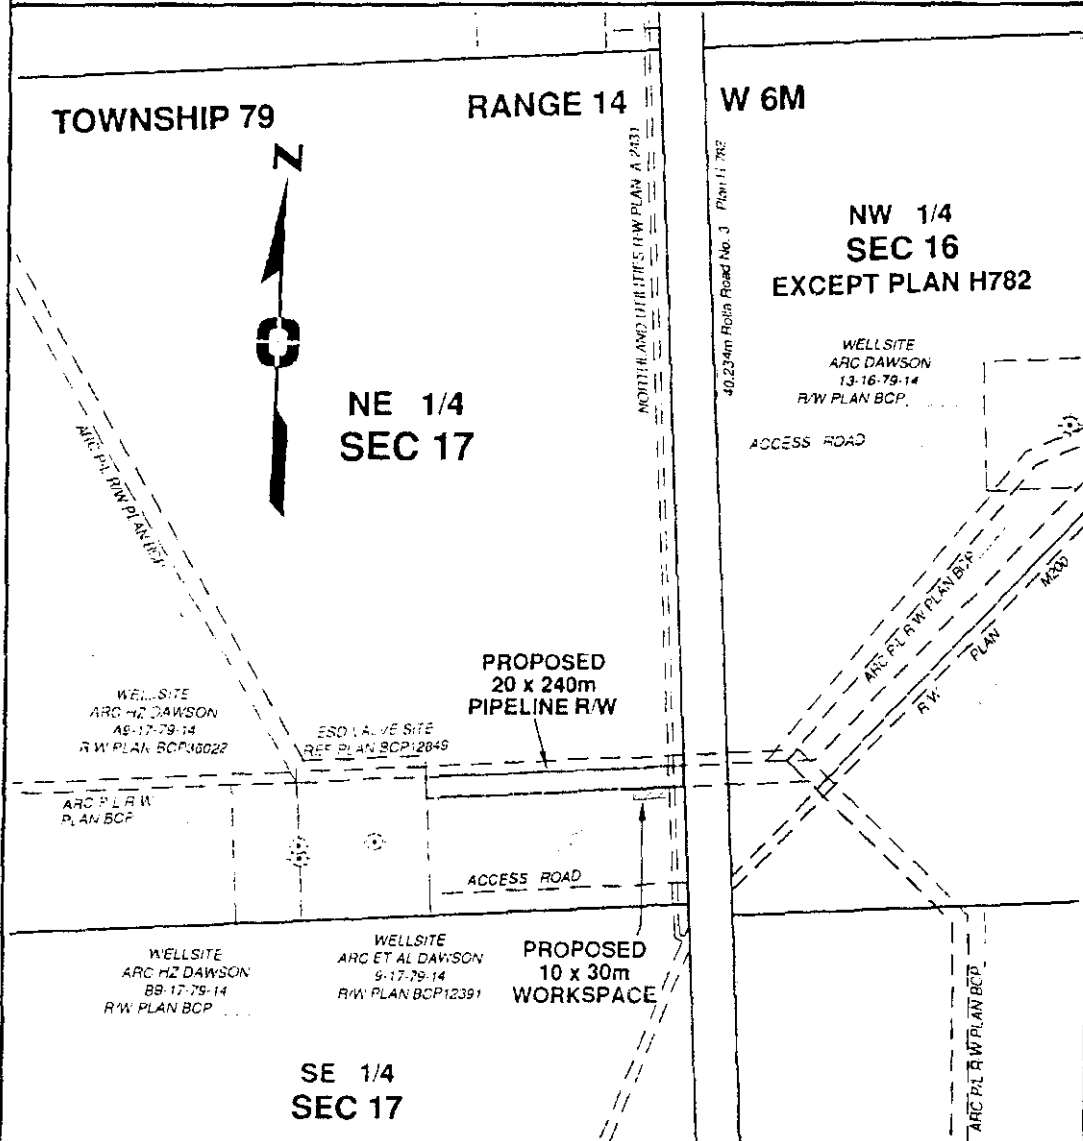 TOWNSHIP 79
RANGE 14
W 6M
N
NORTHLAND UTILITIES R/W PLAN A 2431
40.234m Rolla Road No. 3 Plan H 782
NW 1/4
SEC 16
EXCEPT PLAN H782
WELLSITE
ARC DAWSON
13-16-79-14
R/W PLAN BCP
ACCESS ROAD
NE 1/4
SEC 17
ARC P/L R/W PLAN BCP
ARC P/L R/W PLAN BCP
R/W
PLAN
M200
PROPOSED
20 x 240m
PIPELINE R/W
WELLSITE
ARC HZ DAWSON
A9-17-79-14
R/W PLAN BCP36022
ESD VALVE SITE
REF PLAN BCP12849
ARC P/L R/W
PLAN BCP
ACCESS ROAD
WELLSITE
ARC HZ DAWSON
B9-17-79-14
R/W PLAN BCP
WELLSITE
ARC ET AL DAWSON
9-17-79-14
R/W PLAN BCP12391
PROPOSED
10 x 30m
WORKSPACE
ARC P/L R/W PLAN BCP
SE 1/4
SEC 17